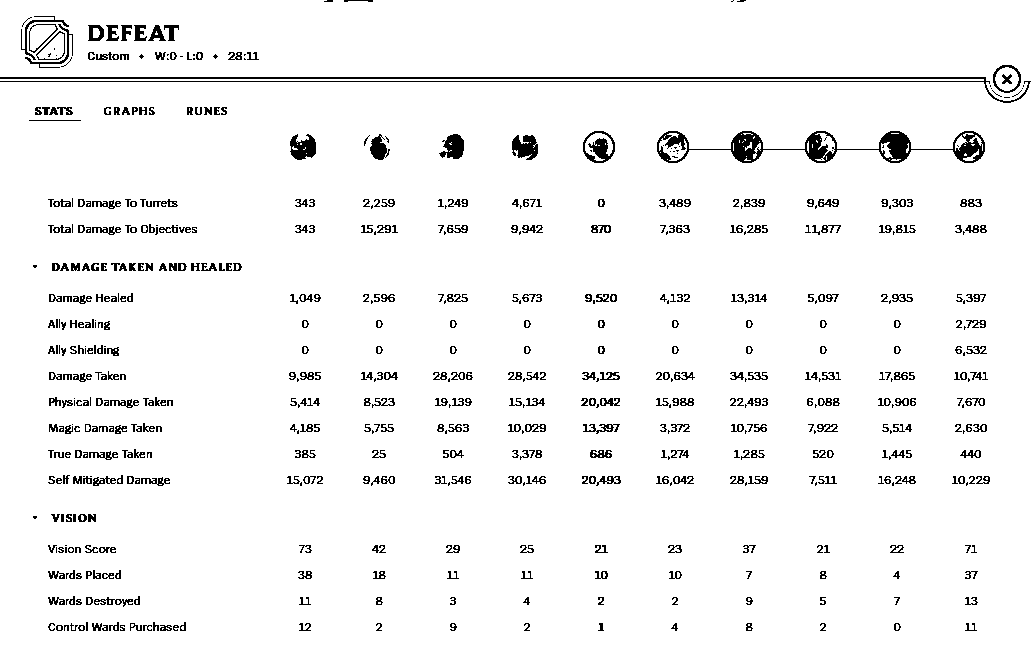 DEFEAT
Custom • W:0 - L:0 • 28:11
STATS GRAPHS RUNES
Total Damage To Turrets 343 2,259 1,249 4,671 0 3,489 2,839 9,649 9,303 883
Total Damage To Objectives 343 15,291 7,659 9,942 870 7,363 16,285 11,877 19,815 3,488
DAMAGE TAKEN AND HEALED
Damage Healed 1,049 2,596 7,825 5,673 9,520 4,132 13,314 5,097 2,935 5,397
Ally Healing 0 0 0 0 0 0 0 0 0 2,729
Ally Shielding 0 0 0 0 0 0 0 0 0 6,532
Damage Taken 9,985 14,304 28,206 28,542 34,125 20,634 34,535 14,531 17,865 10,741
Physical Damage Taken 5,414 8,523 19,139 15,134 20,042 15,988 22,493 6,088 10,906 7,670
Magic Damage Taken 4,185 5,755 8,563 10,029 13,397 3,372 10,756 7,922 5,514 2,630
True Damage Taken 385 25 504 3,378 686 1,274 1,285 520 1,445 440
Self Mitigated Damage 15,072 9,460 31,546 30,146 20,493 16,042 28,159 7,511 16,248 10,229
VISION
Vision Score 73 42 29 25 21 23 37 21 22 71
Wards Placed 38 18 11 11 10 10 7 8 4 37
Wards Destroyed 11 8 3 4 2 2 9 5 7 13
Control Wards Purchased 12 2 9 2 1 4 8 2 0 11